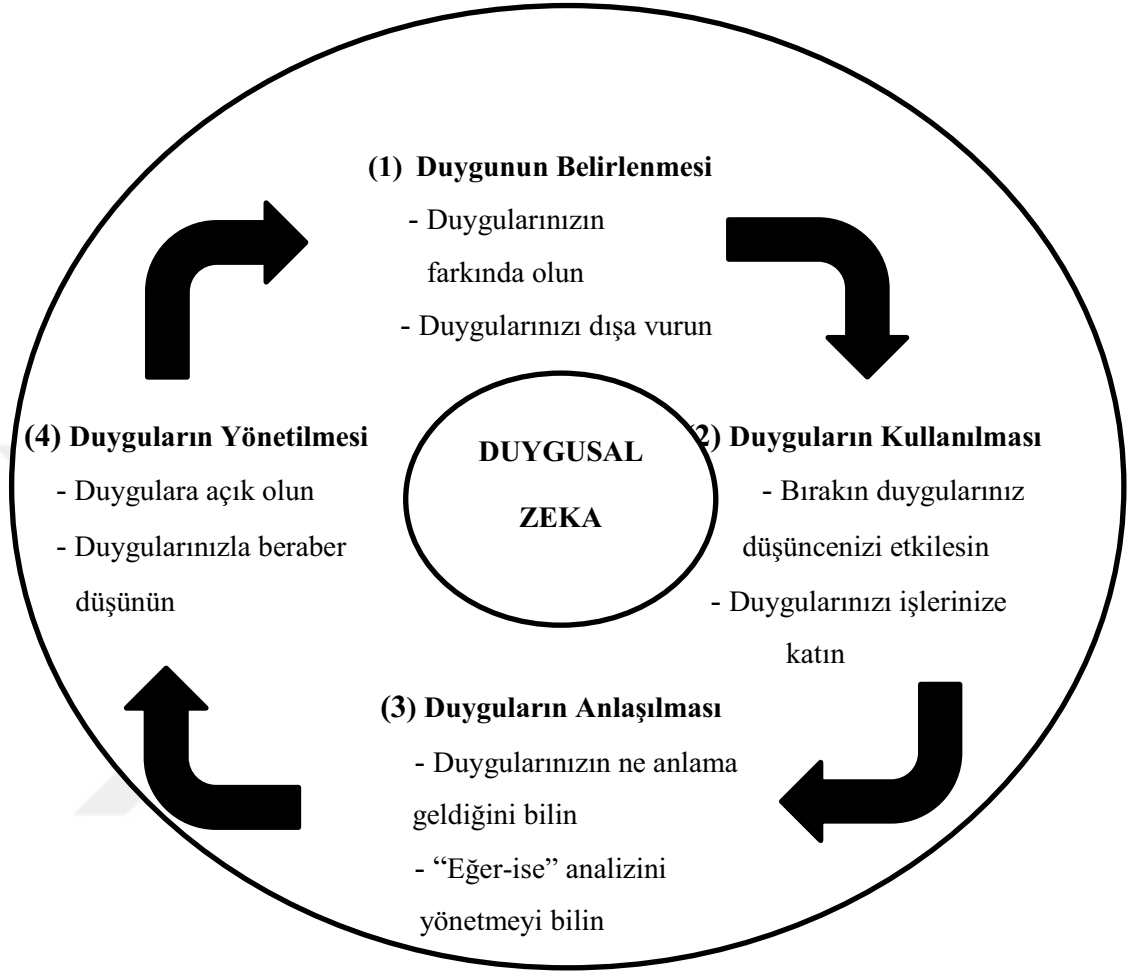 (1) Duygunun Belirlenmesi
- Duygularınızın
farkında olun
- Duygularınızı dışa vurun
(4) Duyguların Yönetilmesi
- Duygulara açık olun
- Duygularınızla beraber
düşünün
DUYGUSAL
ZEKA
(2) Duyguların Kullanılması
- Bırakın duygularınız
düşüncenizi etkilesin
- Duygularınızı işlerinize
katın
(3) Duyguların Anlaşılması
- Duygularınızın ne anlama
geldiğini bilin
- “Eğer-ise” analizini
yönetmeyi bilin